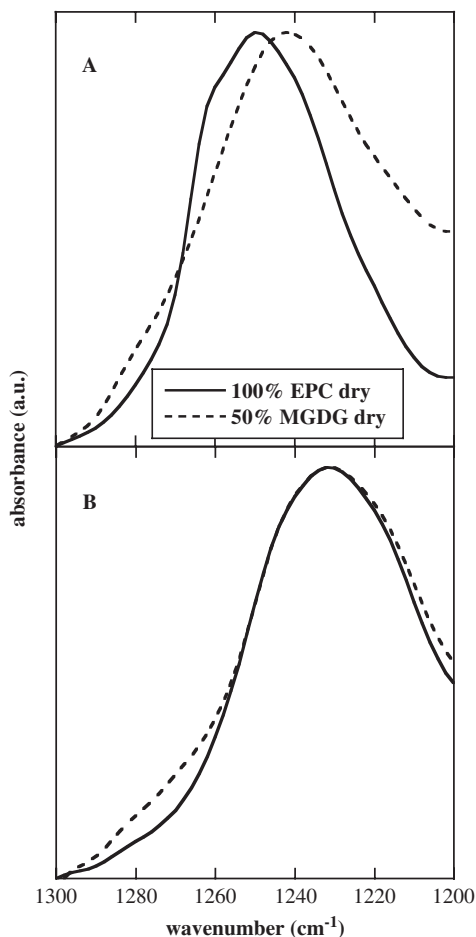 A
100% EPC dry
50% MGDG dry
absorbance (a.u.)
B
1300 1280 1260 1240 1220 1200
wavenumber (cm⁻¹)